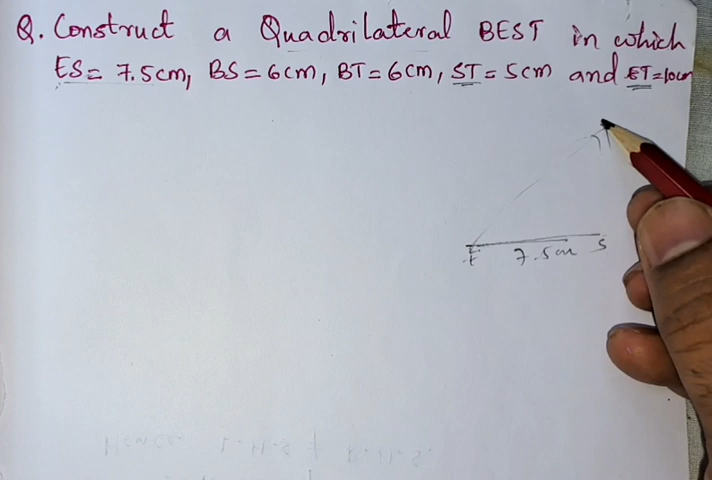 Q. Construct a Quadrilateral BEST in which
ES = 7.5cm, BS = 6cm, BT = 6cm, ST = 5cm and ET = 10cm
T
E 7.5cm S
Hence L.H.S ≠ R.H.S.